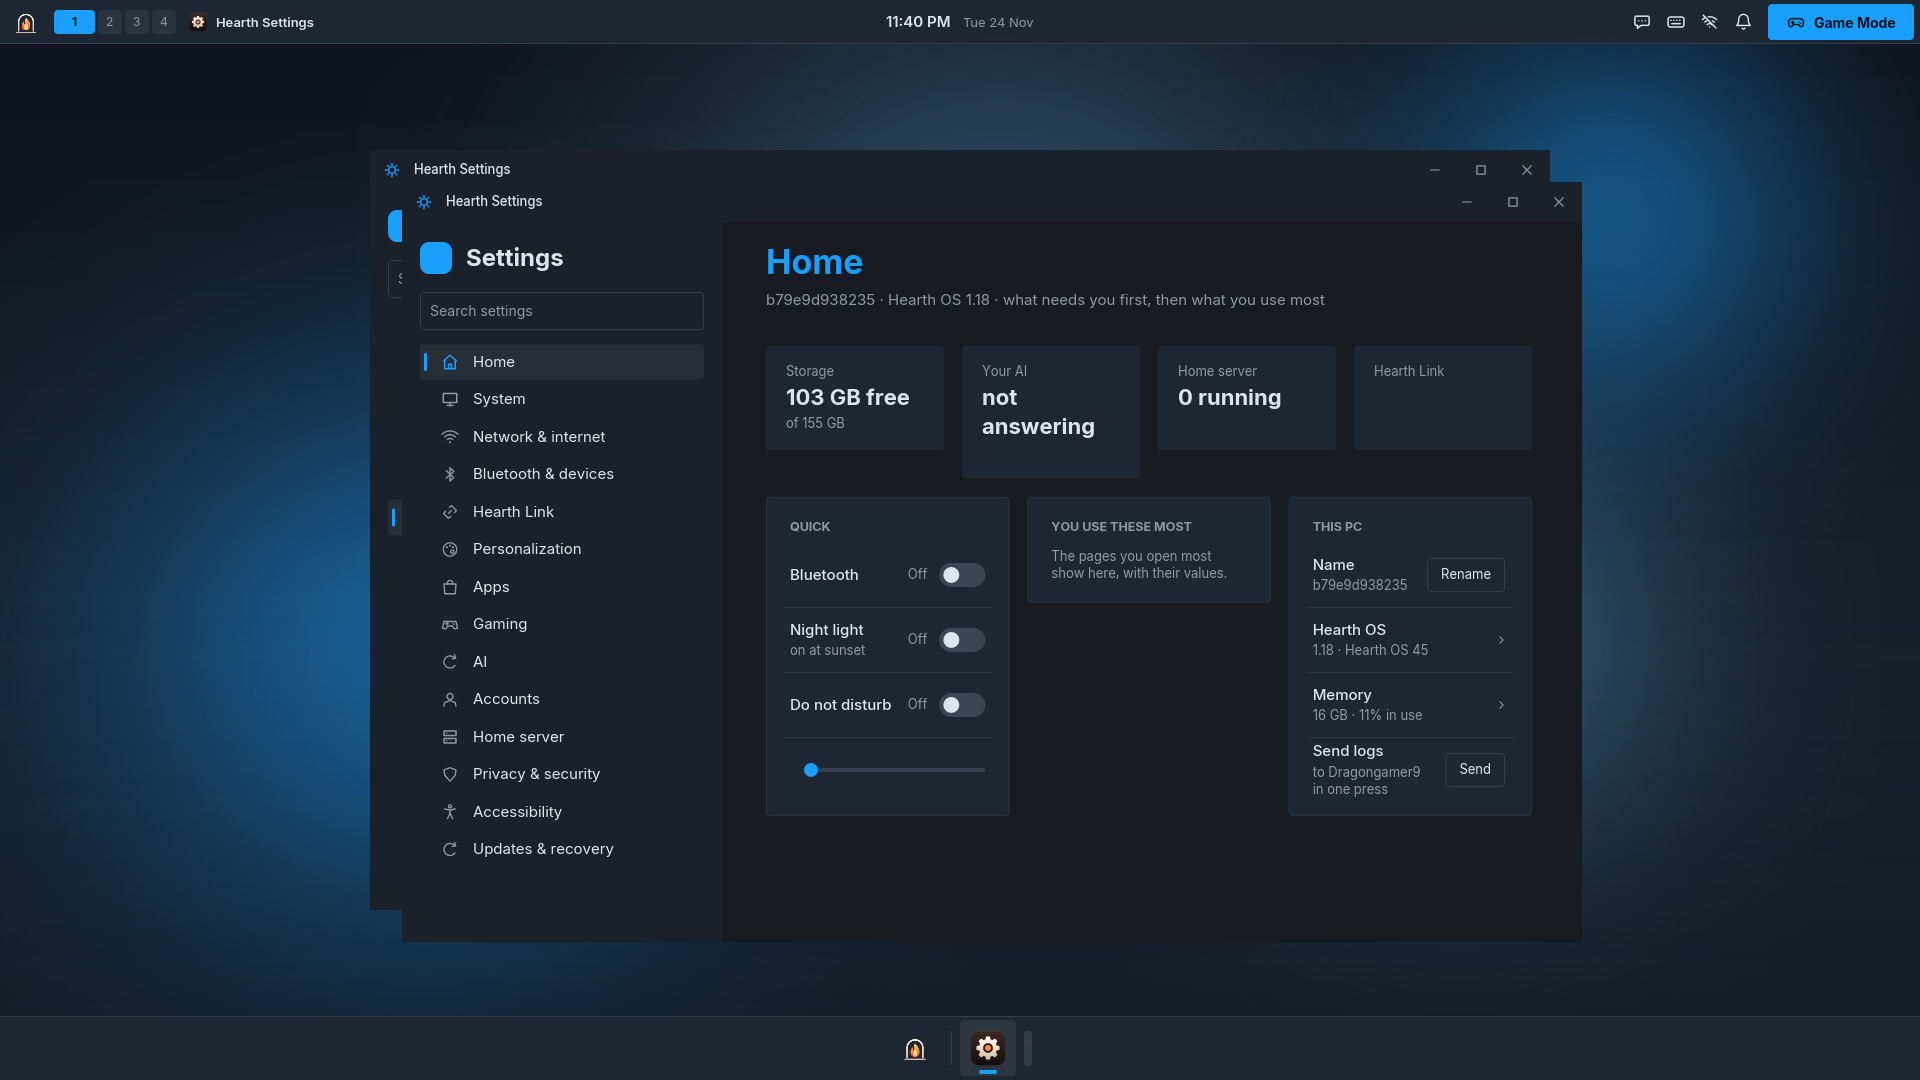 1 2 3 4 Hearth Settings 11:40 PM Tue 24 Nov Game Mode
Hearth Settings
Hearth Settings
Settings
Search settings
Home
System
Network & internet
Bluetooth & devices
Hearth Link
Personalization
Apps
Gaming
AI
Accounts
Home server
Privacy & security
Accessibility
Updates & recovery
Home
b79e9d938235 · Hearth OS 1.18 · what needs you first, then what you use most
Storage
103 GB free
of 155 GB
Your AI
not
answering
Home server
0 running
Hearth Link
QUICK
Bluetooth Off
Night light
on at sunset
Off
Do not disturb Off
YOU USE THESE MOST
The pages you open most
show here, with their values.
THIS PC
Name
b79e9d938235
Rename
Hearth OS
1.18 · Hearth OS 45
Memory
16 GB · 11% in use
Send logs
to Dragongamer9
in one press
Send